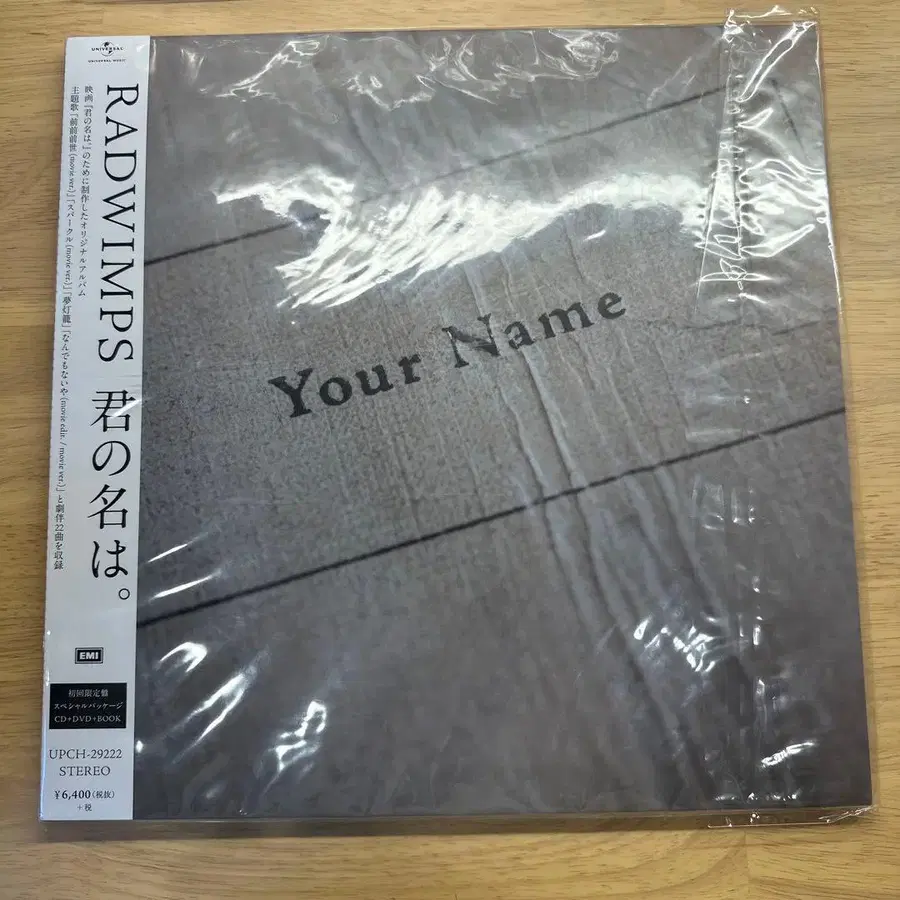 UNIVERSAL
UNIVERSAL MUSIC
RADWIMPS 君の名は。
映画『君の名は。』のために制作したオリジナルアルバム
主題歌「前前前世 (movie ver.)」「スパークル (movie ver.)」「夢灯籠」「なんでもないや (movie edit. / movie ver.)」と劇伴22曲を収録
EMI
初回限定盤
スペシャルパッケージ
CD+DVD+BOOK
UPCH-29222
STEREO
¥6,400(税抜)
+税
Your Name